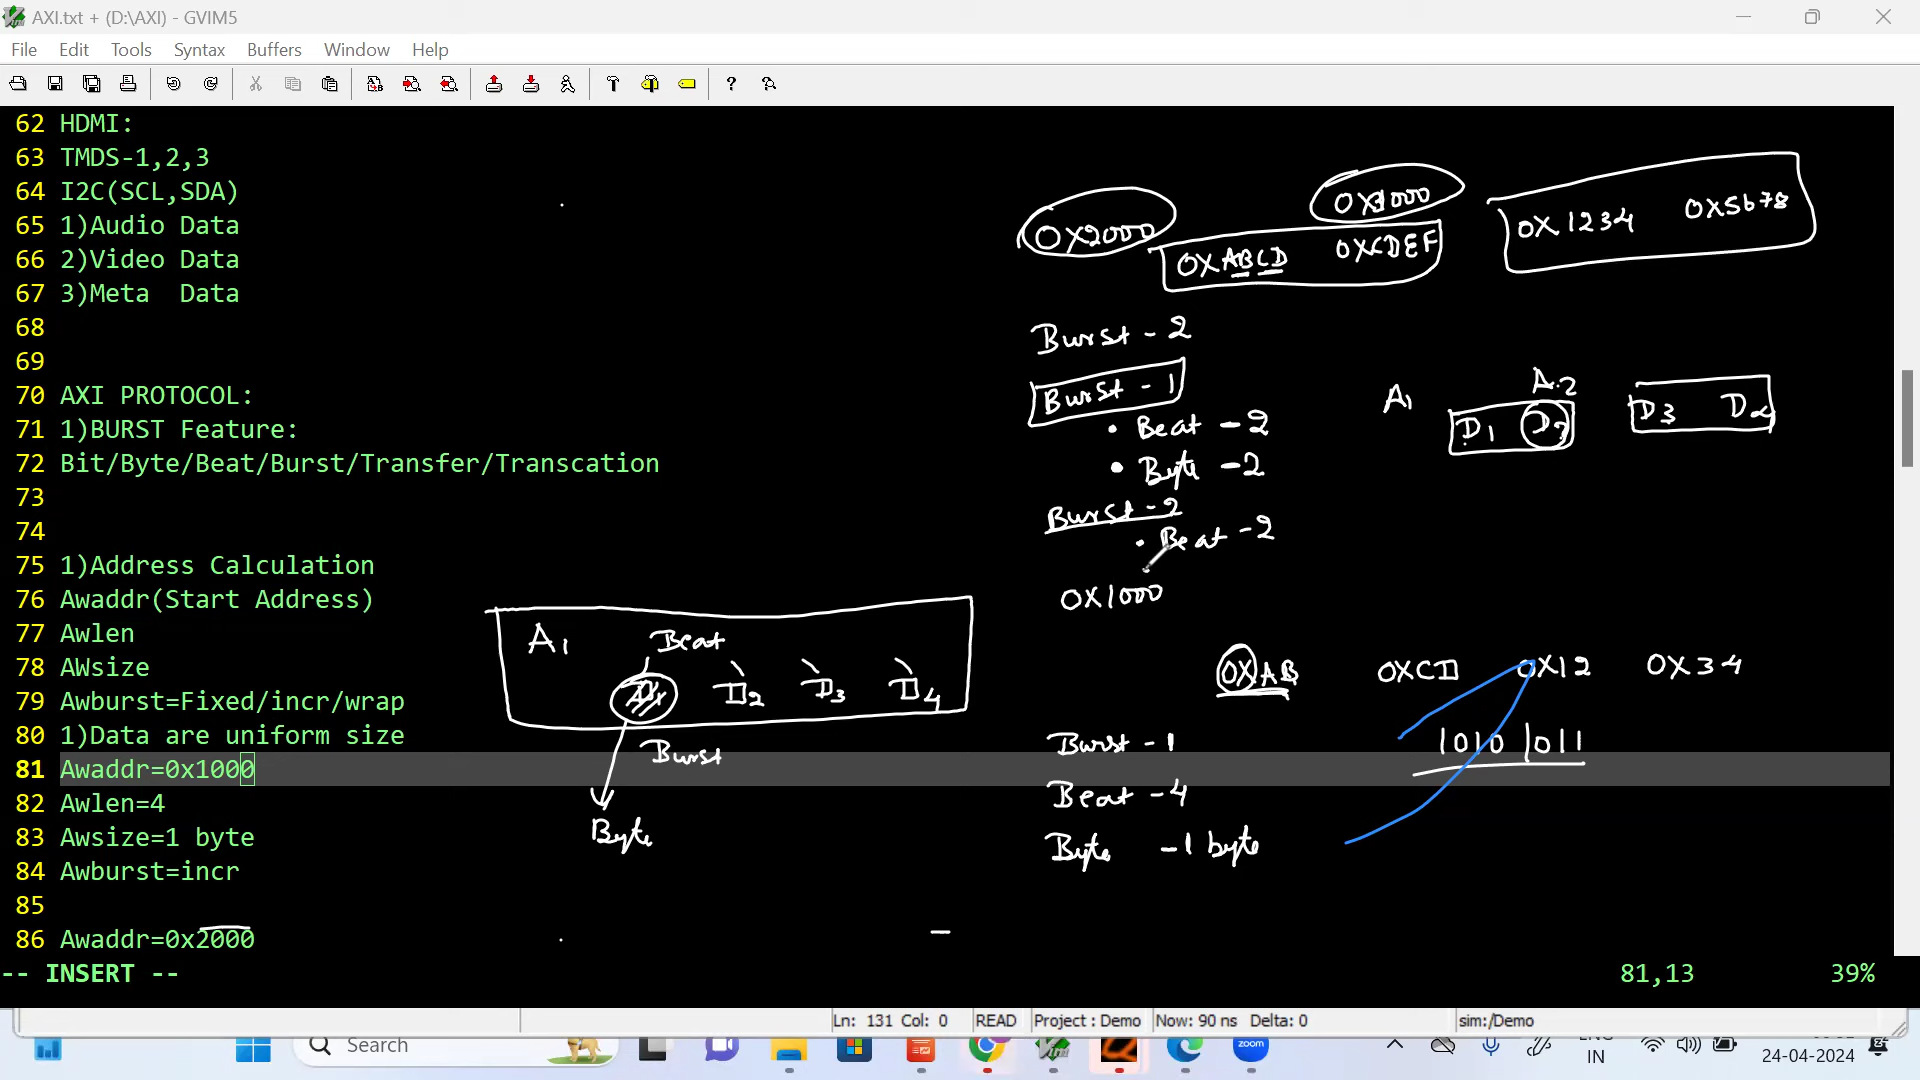 AXI.txt + (D:\AXI) - GVIM5
File Edit Tools Syntax Buffers Window Help
62 HDMI:
63 TMDS-1,2,3
64 I2C(SCL,SDA)
65 1)Audio Data
66 2)Video Data
67 3)Meta  Data
68
69
70 AXI PROTOCOL:
71 1)BURST Feature:
72 Bit/Byte/Beat/Burst/Transfer/Transcation
73
74
75 1)Address Calculation
76 Awaddr(Start Address)
77 Awlen
78 AWsize
79 Awburst=Fixed/incr/wrap
80 1)Data are uniform size
81 Awaddr=0x1000
82 Awlen=4
83 Awsize=1 byte
84 Awburst=incr
85
86 Awaddr=0x2000
-- INSERT -- 81,13 39%
0X2000
0XABCD 0XCDEF
0X1234 0X5678
Burst - 2
Burst - 1
• Beat - 2
• Byte - 2
Burst - 2
• Beat - 2
0X1000
A1 A2
D1 D2 D3
A1 Beat
D2 D3 D4
Burst
Byte
0XAB 0XCD 0X12 0X34
1010 1011
Burst - 1
Beat - 4
Byte - 1 byte
Ln: 131 Col: 0 READ Project : Demo Now: 90 ns Delta: 0 sim:/Demo
Search
zoom
IN
24-04-2024